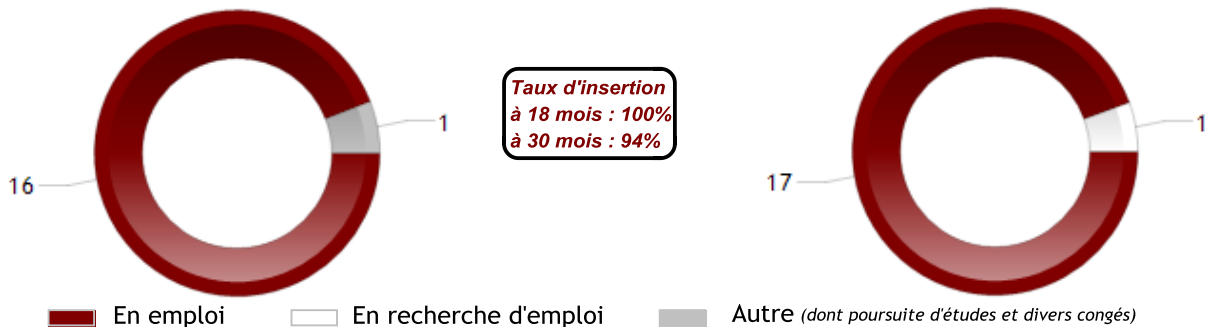 16
1
Taux d'insertion
à 18 mois : 100%
à 30 mois : 94%
17
1
En emploi
En recherche d'emploi
Autre (dont poursuite d'études et divers congés)